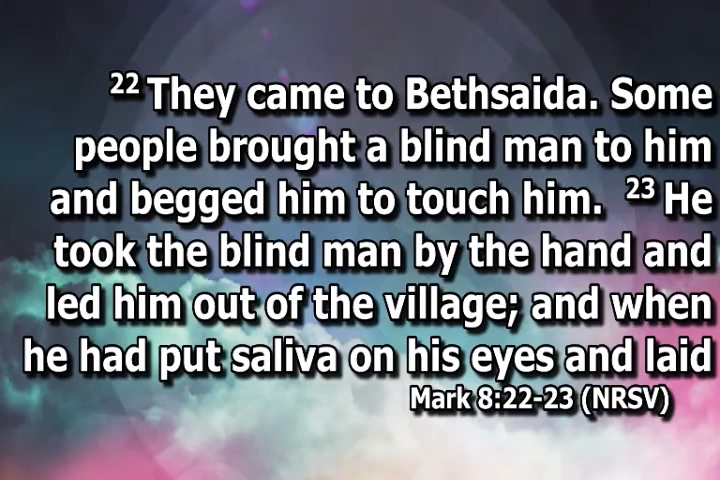 22 They came to Bethsaida. Some
people brought a blind man to him
and begged him to touch him. 23 He
took the blind man by the hand and
led him out of the village; and when
he had put saliva on his eyes and laid
Mark 8:22-23 (NRSV)